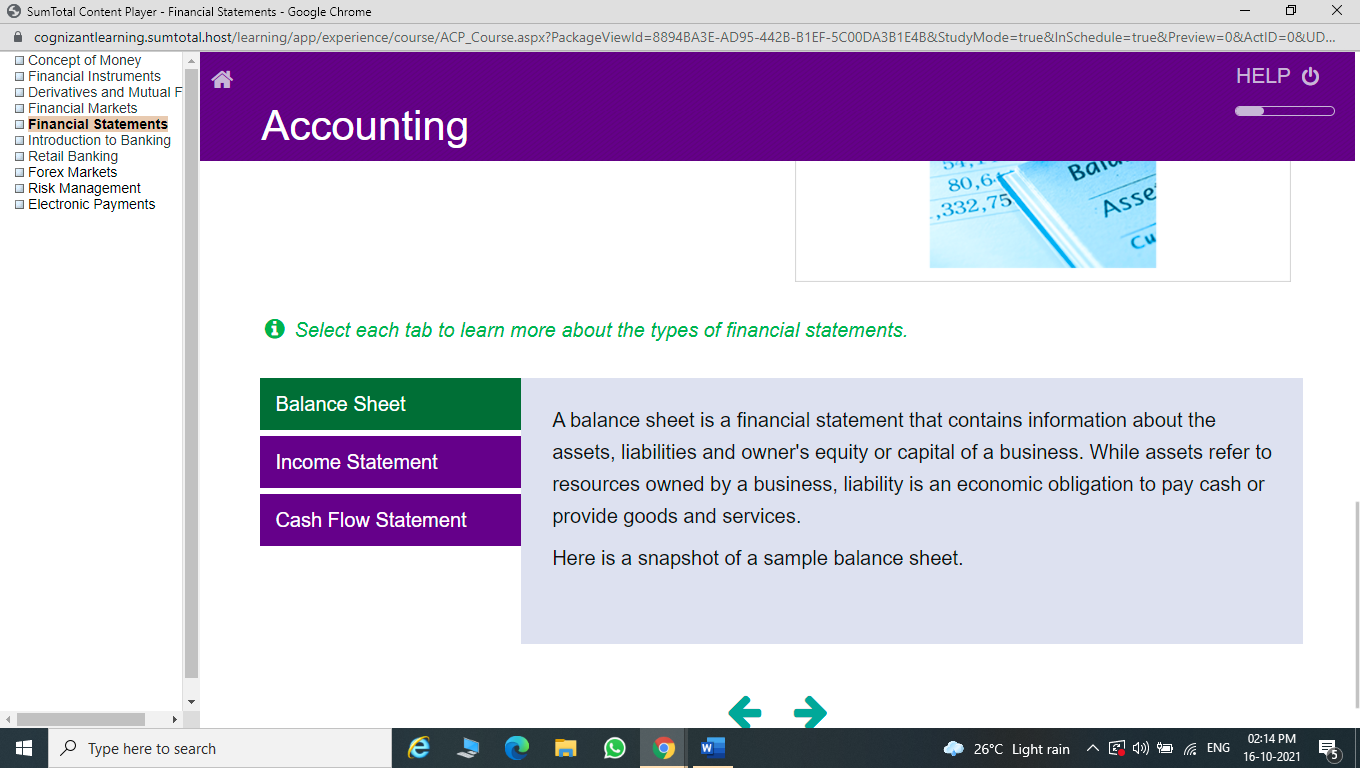 SumTotal Content Player - Financial Statements - Google Chrome
cognizantlearning.sumtotal.host/learning/app/experience/course/ACP_Course.aspx?PackageViewId=8894BA3E-AD95-442B-B1EF-5C00DA3B1E4B&StudyMode=true&InSchedule=true&Preview=0&ActID=0&UD...
Concept of Money
Financial Instruments
Derivatives and Mutual F
Financial Markets
Financial Statements
Introduction to Banking
Retail Banking
Forex Markets
Risk Management
Electronic Payments
HELP
Accounting
80,6
,332,75
Asse
Cu
Select each tab to learn more about the types of financial statements.
Balance Sheet
Income Statement
Cash Flow Statement
A balance sheet is a financial statement that contains information about the
assets, liabilities and owner's equity or capital of a business. While assets refer to
resources owned by a business, liability is an economic obligation to pay cash or
provide goods and services.
Here is a snapshot of a sample balance sheet.
Type here to search
26°C Light rain
ENG
02:14 PM
16-10-2021
5